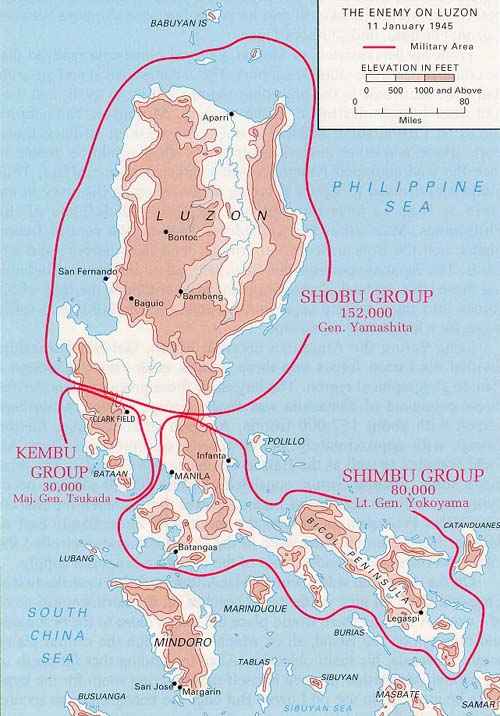 THE ENEMY ON LUZON
11 January 1945
Military Area
ELEVATION IN FEET
0 500 1000 and Above
0 80
Miles
BABUYAN IS
Aparri
PHILIPPINE
SEA
LUZON
Bontoc
San Fernando
Baguio
Bambang
SHOBU GROUP
152,000
Gen. Yamashita
CLARK FIELD
KEMBU
GROUP
30,000
Maj. Gen. Tsukada
BATAAN
MANILA
Infanta
POLILLO
SHIMBU GROUP
80,000
Lt. Gen. Yokoyama
CATANDUANES
BICOL PENINSULA
Batangas
LUBANG
Legaspi
MARINDUQUE
BURIAS
SOUTH
CHINA
SEA
MINDORO
TABLAS
SIBUYAN
San Jose
Margarin
BUSUANGA
MASBATE
SAMAR
SIBUYAN SEA